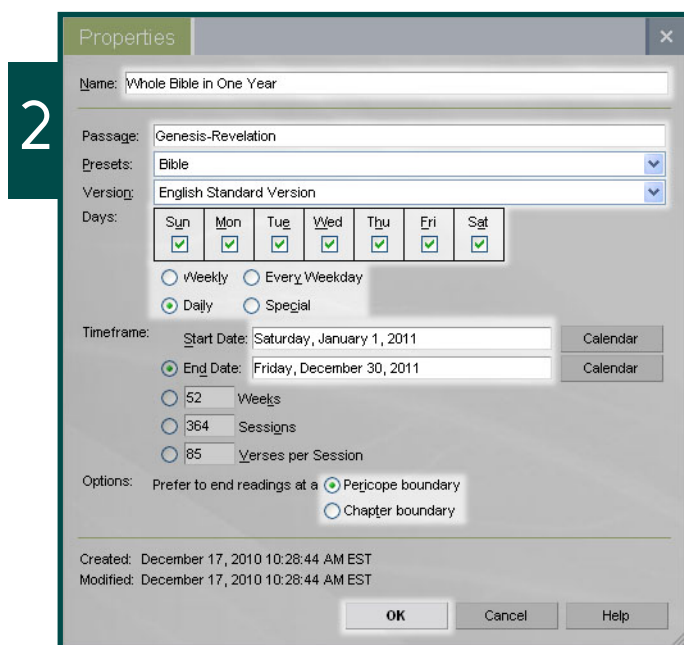 Properties
2
Name: Whole Bible in One Year
Passage: Genesis-Revelation
Presets: Bible
Version: English Standard Version
Days: Sun Mon Tue Wed Thu Fri Sat
Weekly Every Weekday
Daily Special
Timeframe: Start Date: Saturday, January 1, 2011 Calendar
End Date: Friday, December 30, 2011 Calendar
52 Weeks
364 Sessions
85 Verses per Session
Options: Prefer to end readings at a Pericope boundary
Chapter boundary
Created: December 17, 2010 10:28:44 AM EST
Modified: December 17, 2010 10:28:44 AM EST
OK Cancel Help